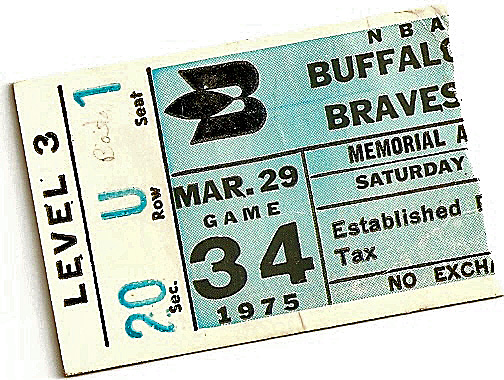 LEVEL 3
20 Sec.
U Row
1 Seat
NBA
BUFFALO
BRAVES
MEMORIAL A
SATURDAY
MAR. 29
GAME
34
1975
Established
Tax
NO EXCHA